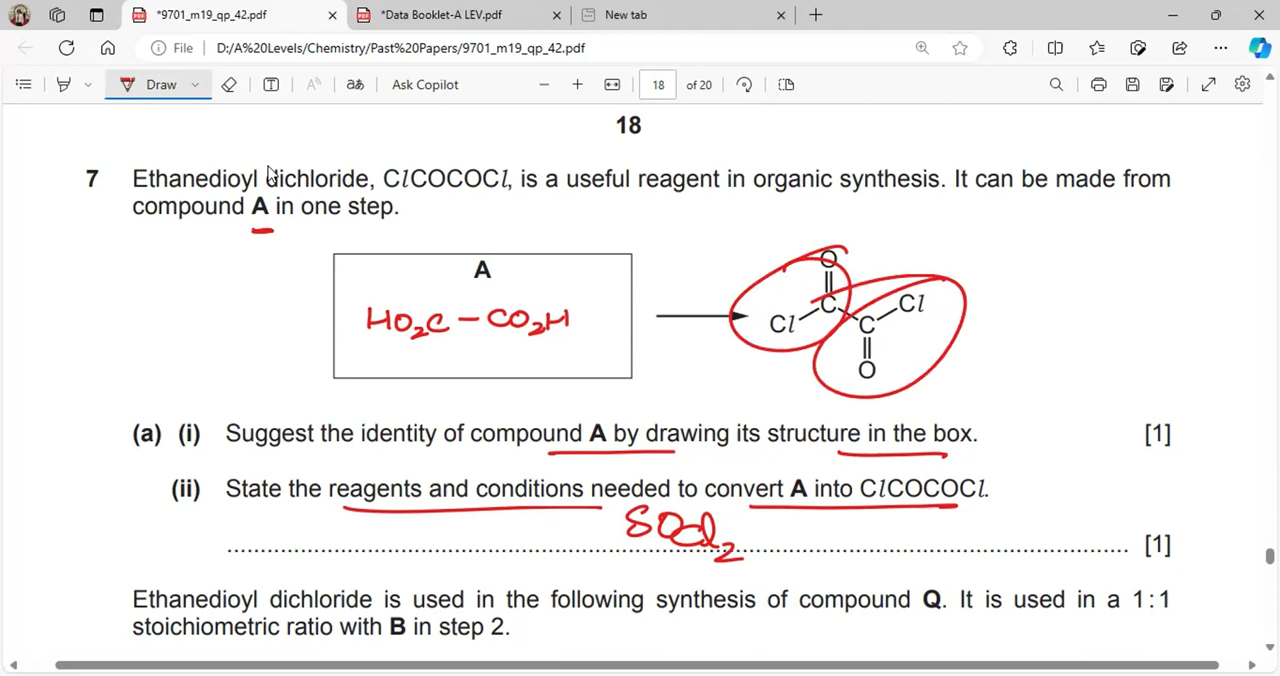 *9701_m19_qp_42.pdf
*Data Booklet-A LEV.pdf
New tab
File
D:/A%20Levels/Chemistry/Past%20Papers/9701_m19_qp_42.pdf
Draw
aあ
Ask Copilot
18 of 20
18
7 Ethanedioyl dichloride, ClCOCOCl, is a useful reagent in organic synthesis. It can be made from
compound A in one step.
A
HO2C – CO2H
O
Cl C C Cl
O
(a) (i) Suggest the identity of compound A by drawing its structure in the box. [1]
(ii) State the reagents and conditions needed to convert A into ClCOCOCl.
SOCl2
[1]
Ethanedioyl dichloride is used in the following synthesis of compound Q. It is used in a 1:1
stoichiometric ratio with B in step 2.